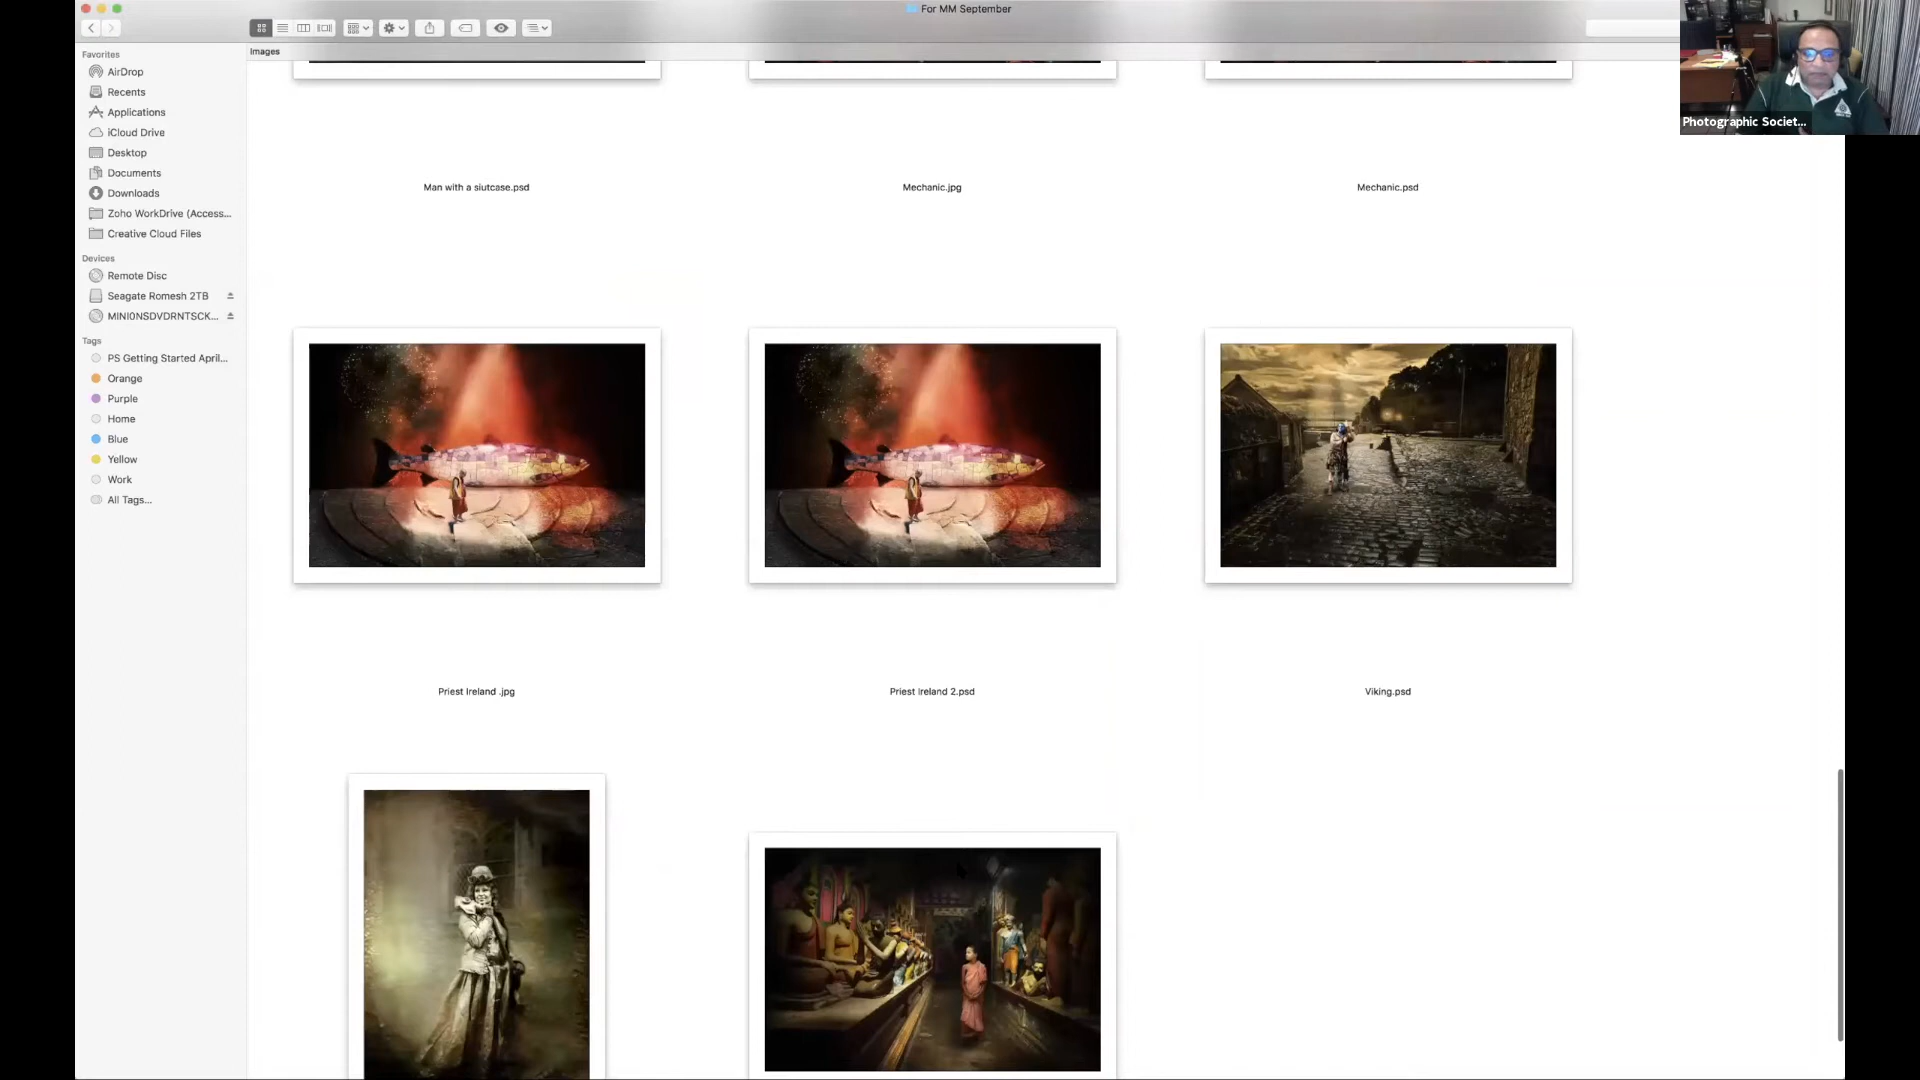 For MM September
Images
Favorites
AirDrop
Recents
Applications
iCloud Drive
Desktop
Documents
Downloads
Zoho WorkDrive (Access...
Creative Cloud Files
Devices
Remote Disc
Seagate Romesh 2TB
MINI0NSDVDRNTSCK...
Tags
PS Getting Started April...
Orange
Purple
Home
Blue
Yellow
Work
All Tags...
Photographic Societ...
Man with a siutcase.psd
Mechanic.jpg
Mechanic.psd
Priest Ireland .jpg
Priest Ireland 2.psd
Viking.psd